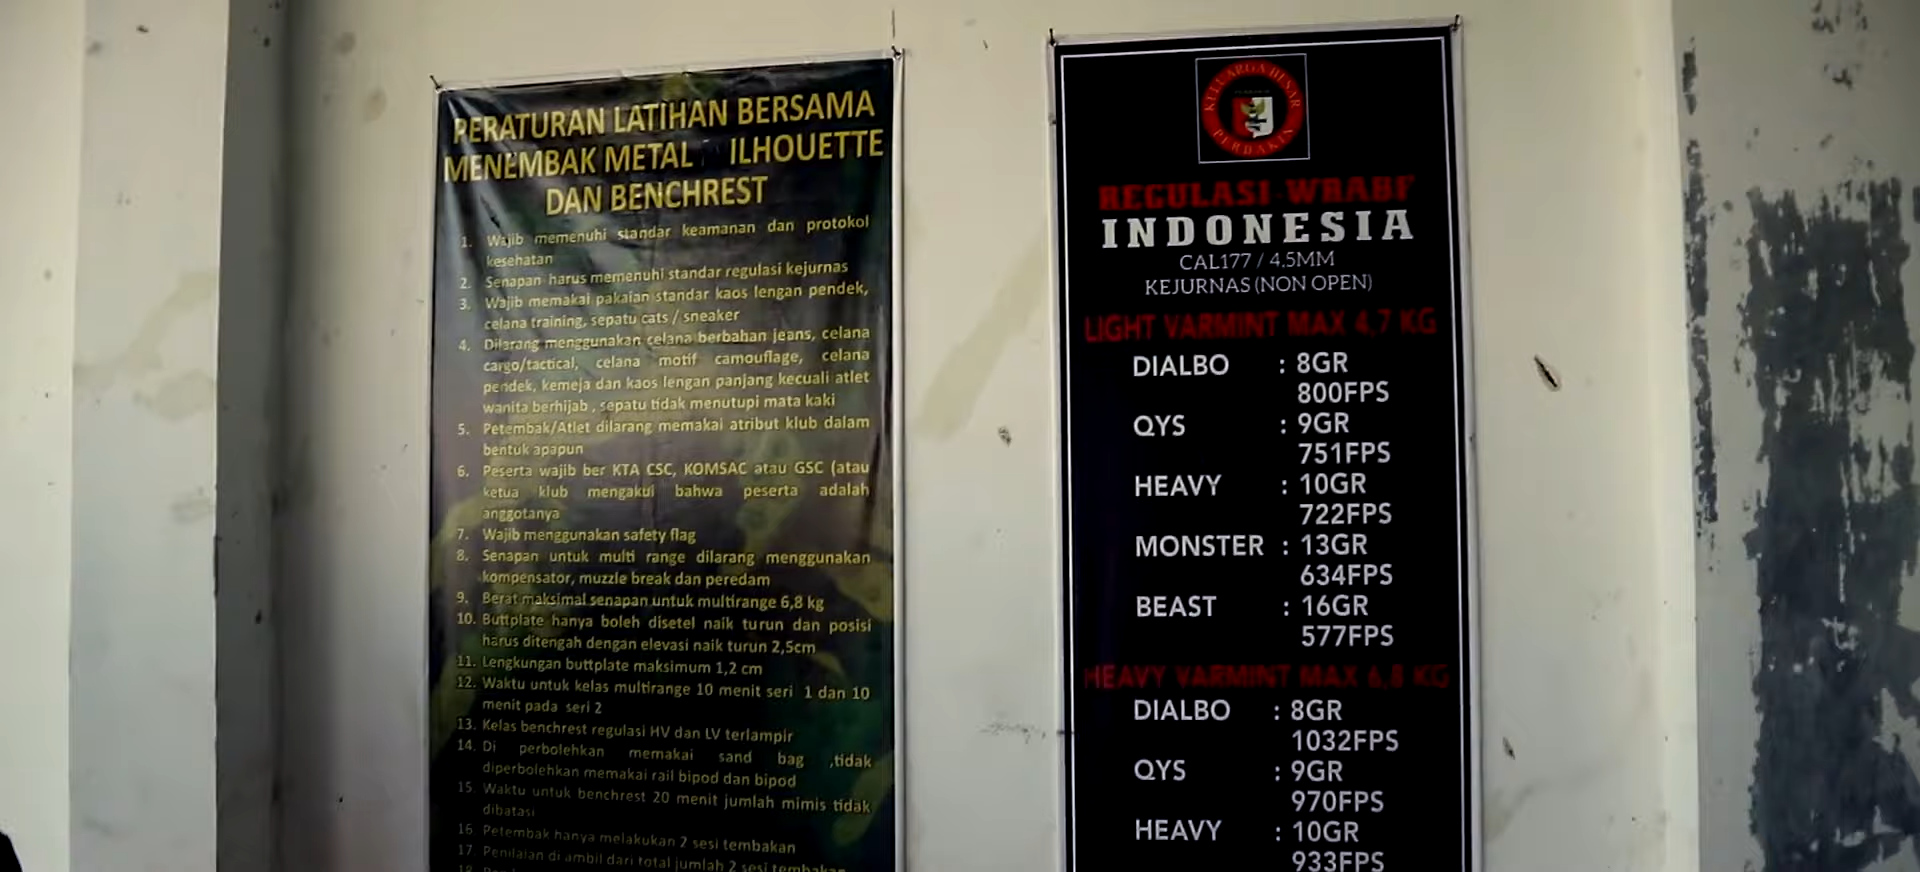 PERATURAN LATIHAN BERSAMA
MENEMBAK METAL ILHOUETTE
DAN BENCHREST
1. Wajib memenuhi standar keamanan dan protokol
kesehatan
2. Senapan harus memenuhi standar regulasi kejurnas
3. Wajib memakai pakaian standar kaos lengan pendek,
celana training, sepatu cats / sneaker
4. Dilarang menggunakan celana berbahan jeans, celana
cargo/tactical, celana motif camouflage, celana
pendek, kemeja dan kaos lengan panjang kecuali atlet
wanita berhijab , sepatu tidak menutupi mata kaki
5. Petembak/Atlet dilarang memakai atribut klub dalam
bentuk apapun
6. Peserta wajib ber KTA CSC, KOMSAC atau GSC (atau
ketua klub mengakui bahwa peserta adalah
anggotanya
7. Wajib menggunakan safety flag
8. Senapan untuk multi range dilarang menggunakan
kompensator, muzzle break dan peredam
9. Berat maksimal senapan untuk multirange 6,8 kg
10. Buttplate hanya boleh disetel naik turun dan posisi
harus ditengah dengan elevasi naik turun 2,5cm
11. Lengkungan buttplate maksimum 1,2 cm
12. Waktu untuk kelas multirange 10 menit seri 1 dan 10
menit pada seri 2
13. Kelas benchrest regulasi HV dan LV terlampir
14. Di perbolehkan memakai sand bag ,tidak
diperbolehkan memakai rail bipod dan bipod
15. Waktu untuk benchrest 20 menit jumlah mimis tidak
dibatasi
16. Petembak hanya melakukan 2 sesi tembakan
17. Penilaian di ambil dari total jumlah 2 sesi tembakan
18.
KELUARGA BESAR
PERBAKIN
REGULASI WRABF
INDONESIA
CAL177 / 4.5MM
KEJURNAS (NON OPEN)
LIGHT VARMINT MAX 4,7 KG
DIALBO : 8GR
800FPS
QYS : 9GR
751FPS
HEAVY : 10GR
722FPS
MONSTER : 13GR
634FPS
BEAST : 16GR
577FPS
HEAVY VARMINT MAX 6,8 KG
DIALBO : 8GR
1032FPS
QYS : 9GR
970FPS
HEAVY : 10GR
933FPS